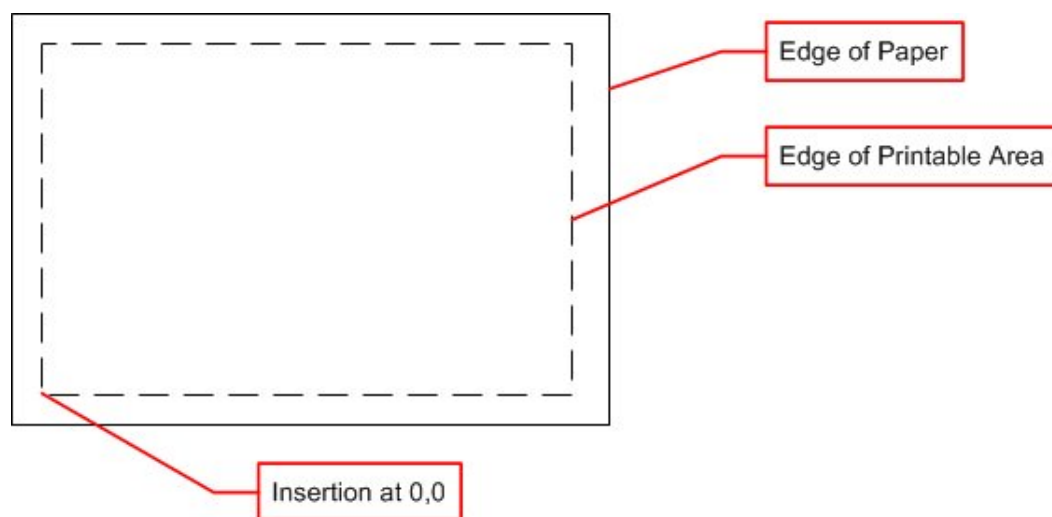 Edge of Paper
Edge of Printable Area
Insertion at 0,0